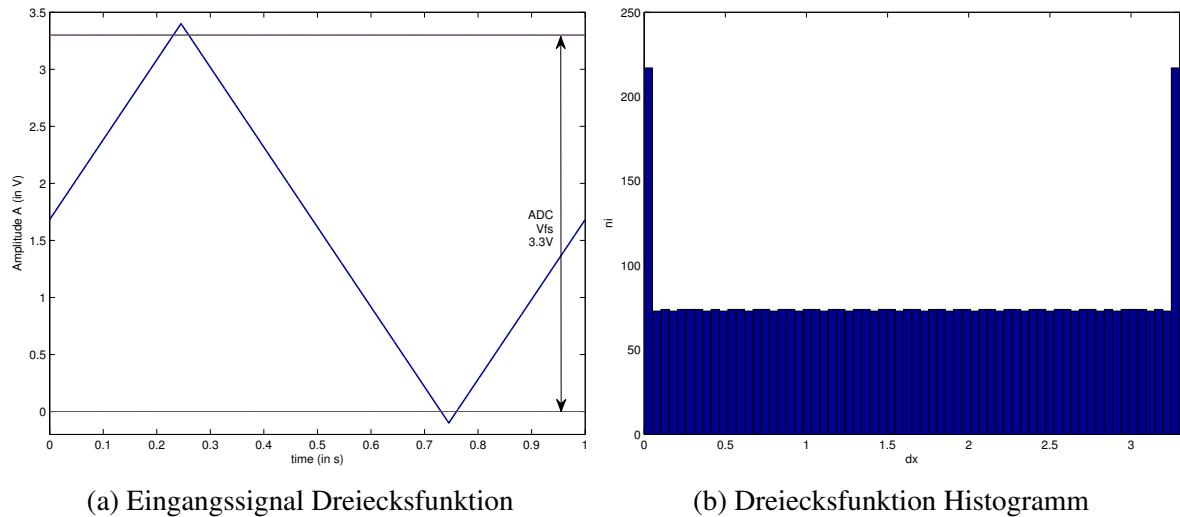 3.5
3
2.5
2
1.5
1
0.5
0
Amplitude A (in V)
ADC
Vfs
3.3V
0 0.1 0.2 0.3 0.4 0.5 0.6 0.7 0.8 0.9 1
time (in s)
(a) Eingangssignal Dreiecksfunktion
250
200
150
100
50
0
ni
0 0.5 1 1.5 2 2.5 3
dx
(b) Dreiecksfunktion Histogramm